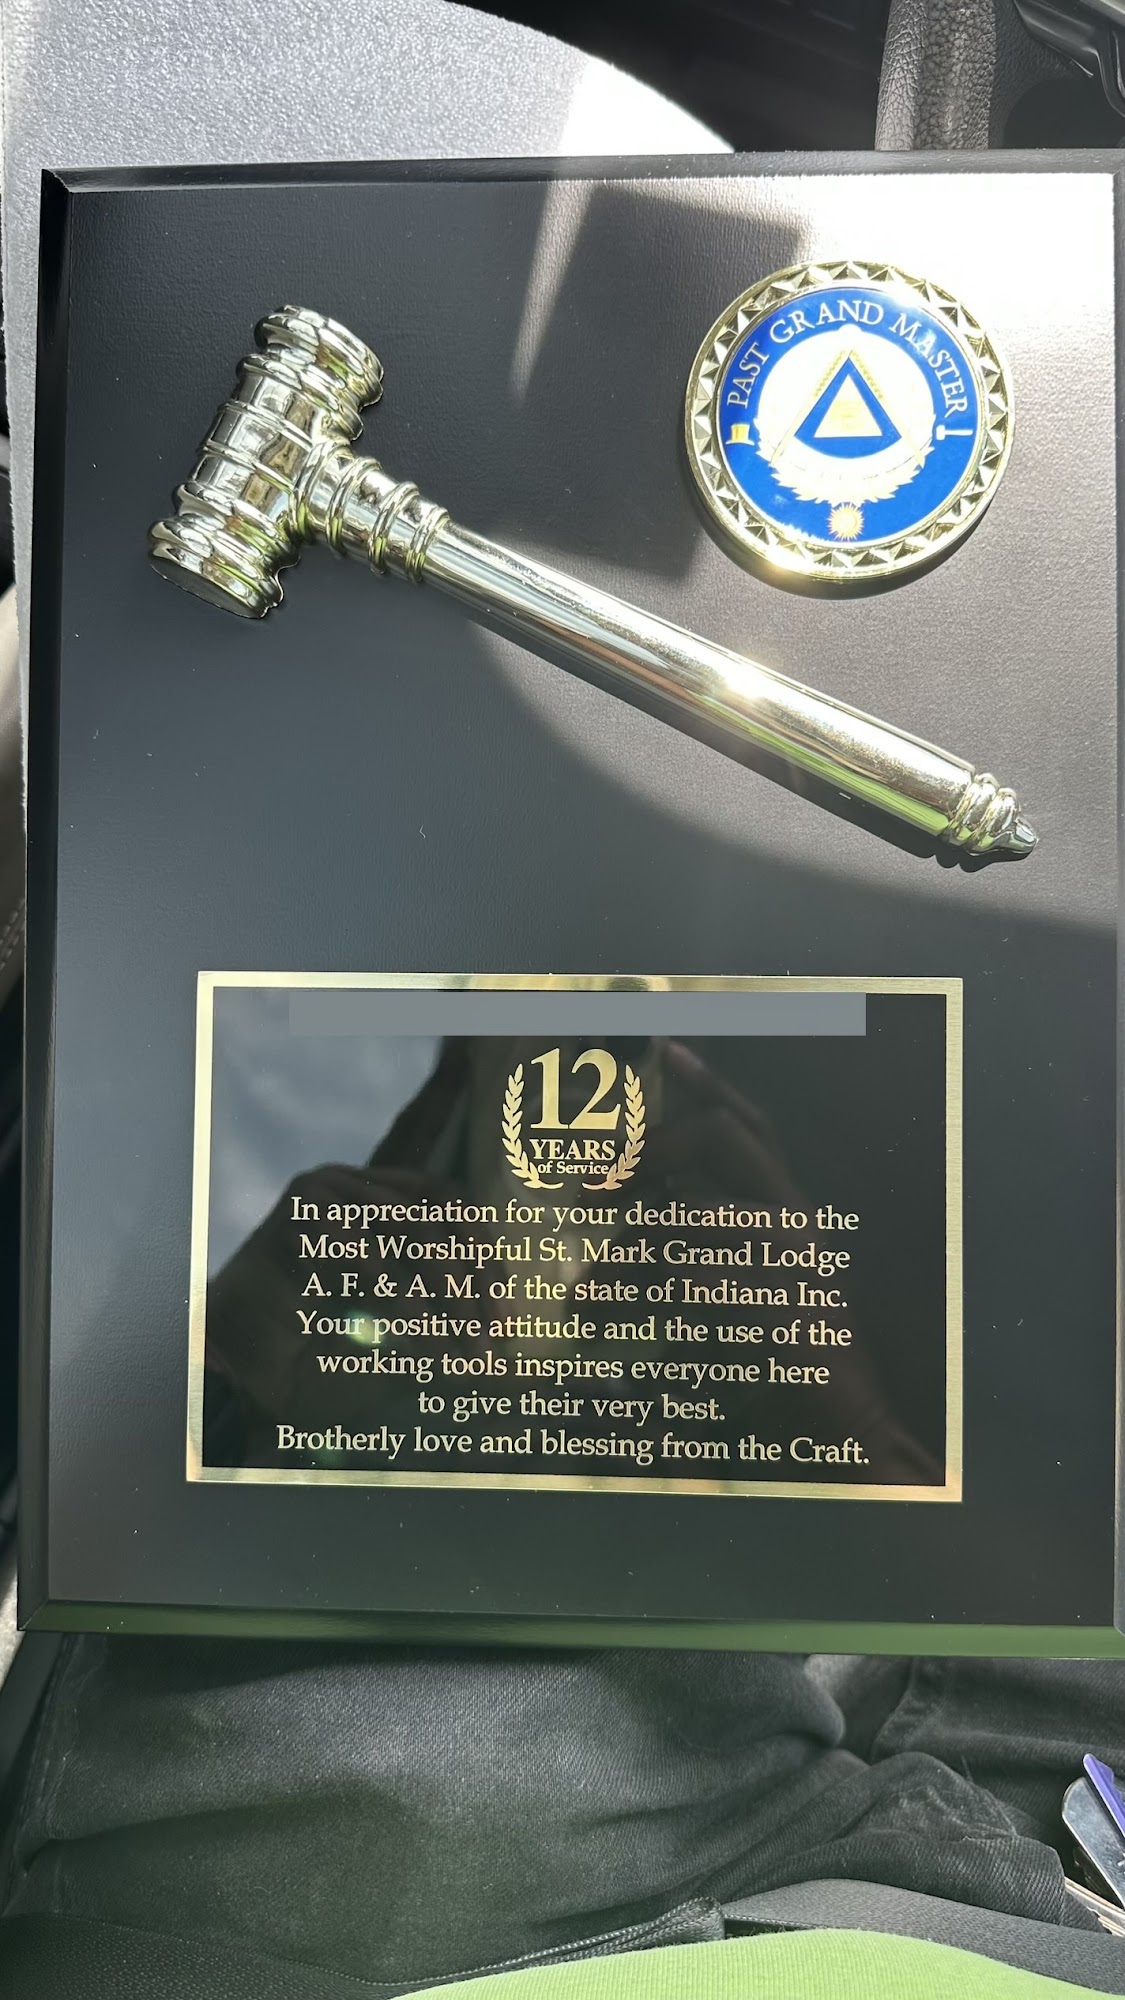 PAST GRAND MASTER
12
YEARS
of Service
In appreciation for your dedication to the
Most Worshipful St. Mark Grand Lodge
A. F. & A. M. of the state of Indiana Inc.
Your positive attitude and the use of the
working tools inspires everyone here
to give their very best.
Brotherly love and blessing from the Craft.